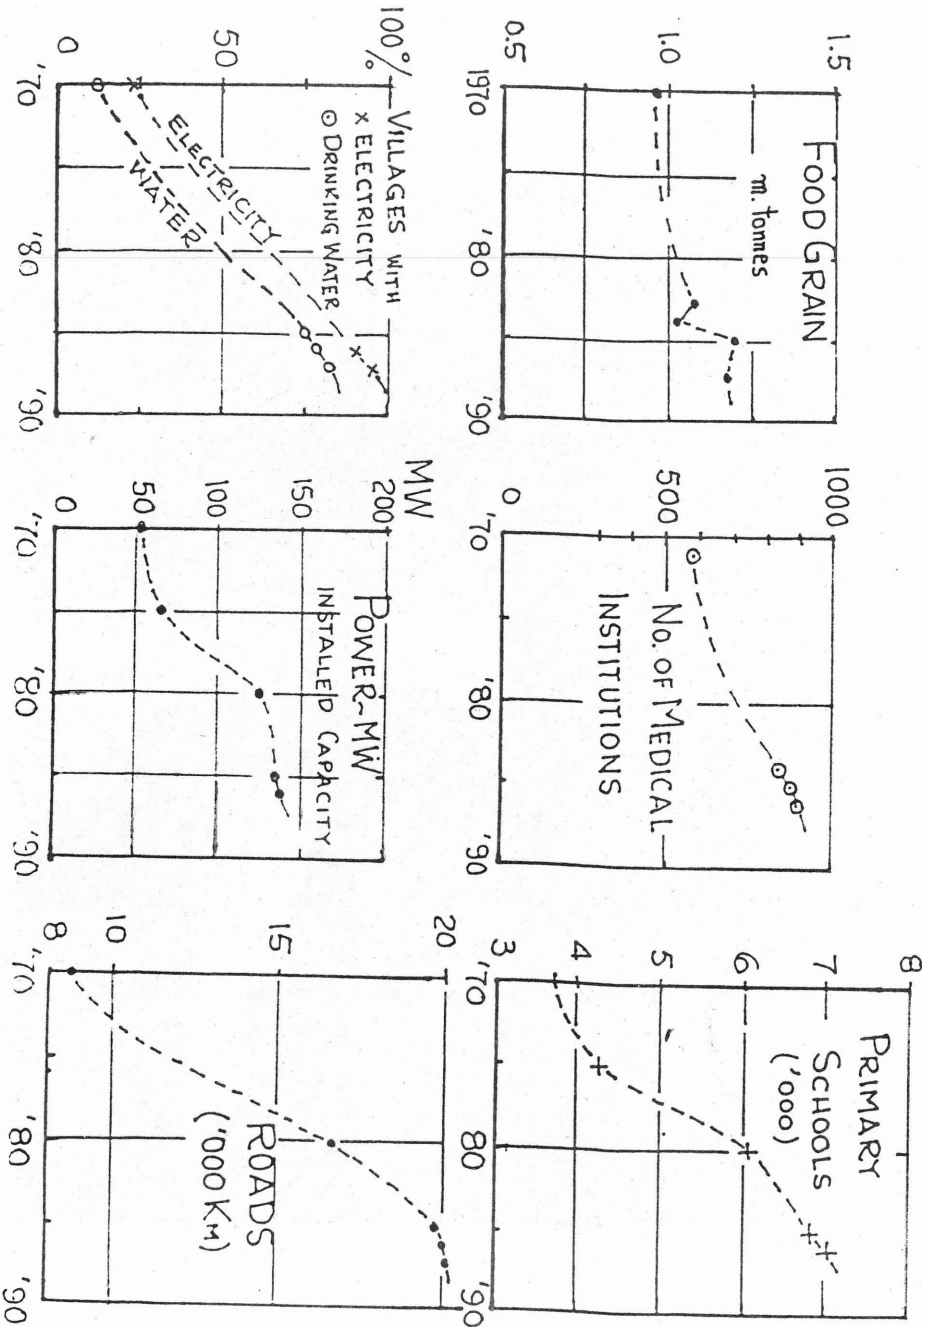 FOOD GRAIN
m. tonnes
1.5
1.0
0.5
1970
'80
'90
No. OF MEDICAL
INSTITUTIONS
1000
500
0
'70
'80
'90
PRIMARY
SCHOOLS
('000)
8
7
6
5
4
3
'70
'80
'90
100%
VILLAGES WITH
x ELECTRICITY
⊙ DRINKING WATER
ELECTRICITY
WATER
50
0
'70
'80
'90
MW
POWER~MW
INSTALLED CAPACITY
200
150
100
50
0
'70
'80
'90
ROADS
('000 KM)
20
15
10
8
'70
'80
'90